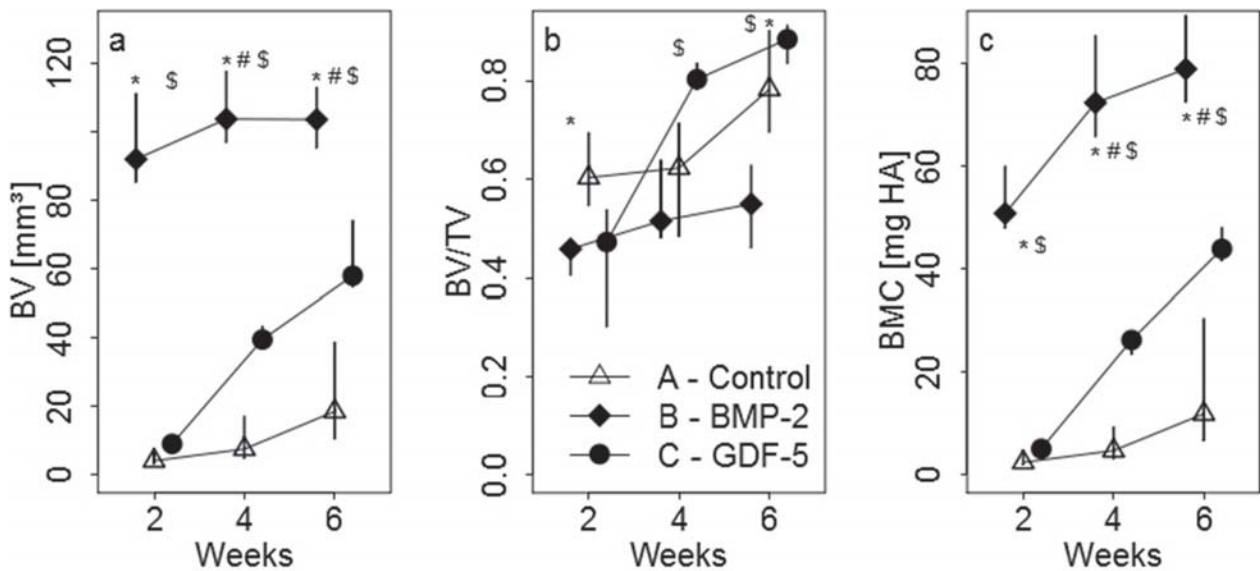 a
BV [mm³]
120
80
60
40
20
0
* $
* # $
* # $
2 4 6
Weeks
b
BV/TV
0.8
0.6
0.4
0.2
0.0
*
$
$ *
A - Control
B - BMP-2
C - GDF-5
2 4 6
Weeks
c
BMC [mg HA]
80
60
40
20
0
* $
* # $
* # $
2 4 6
Weeks